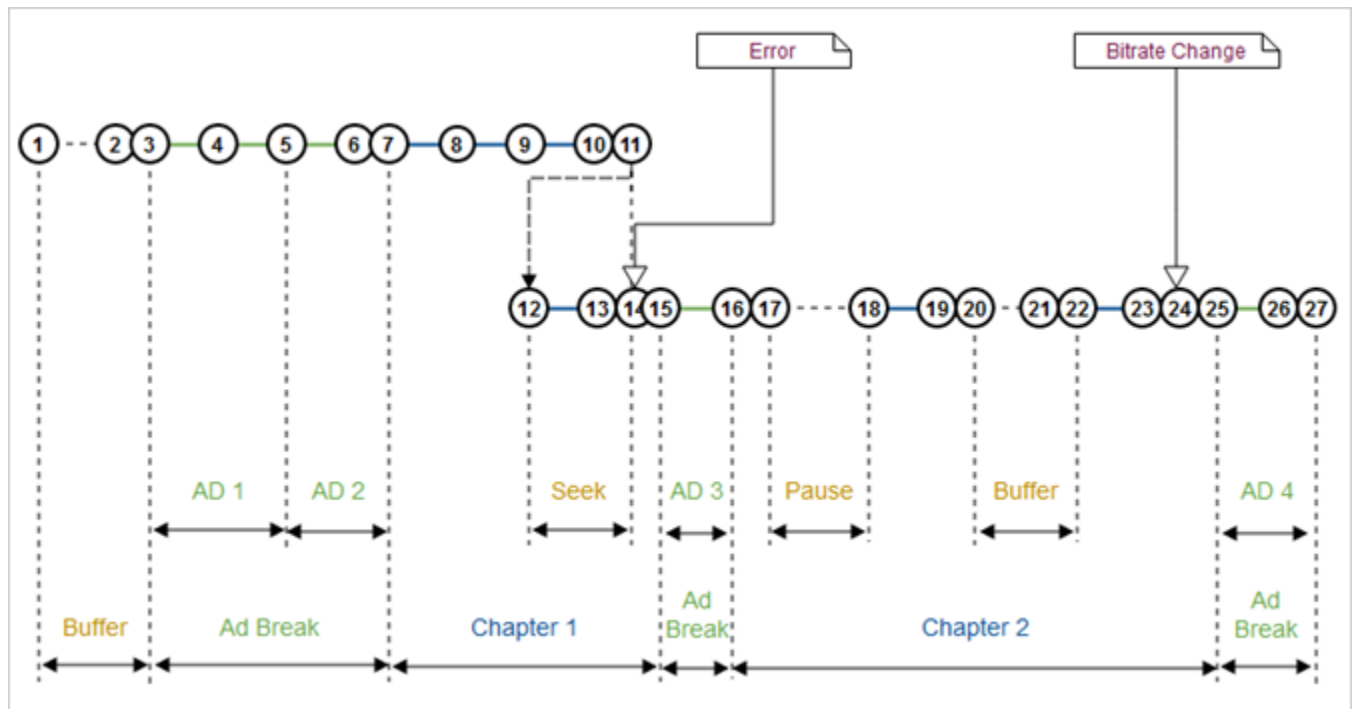 Error
Bitrate Change
1 2 3 4 5 6 7 8 9 10 11
12 13 14 15 16 17 18 19 20 21 22 23 24 25 26 27
AD 1
AD 2
Seek
AD 3
Pause
Buffer
AD 4
Buffer
Ad Break
Chapter 1
Ad
Break
Chapter 2
Ad
Break